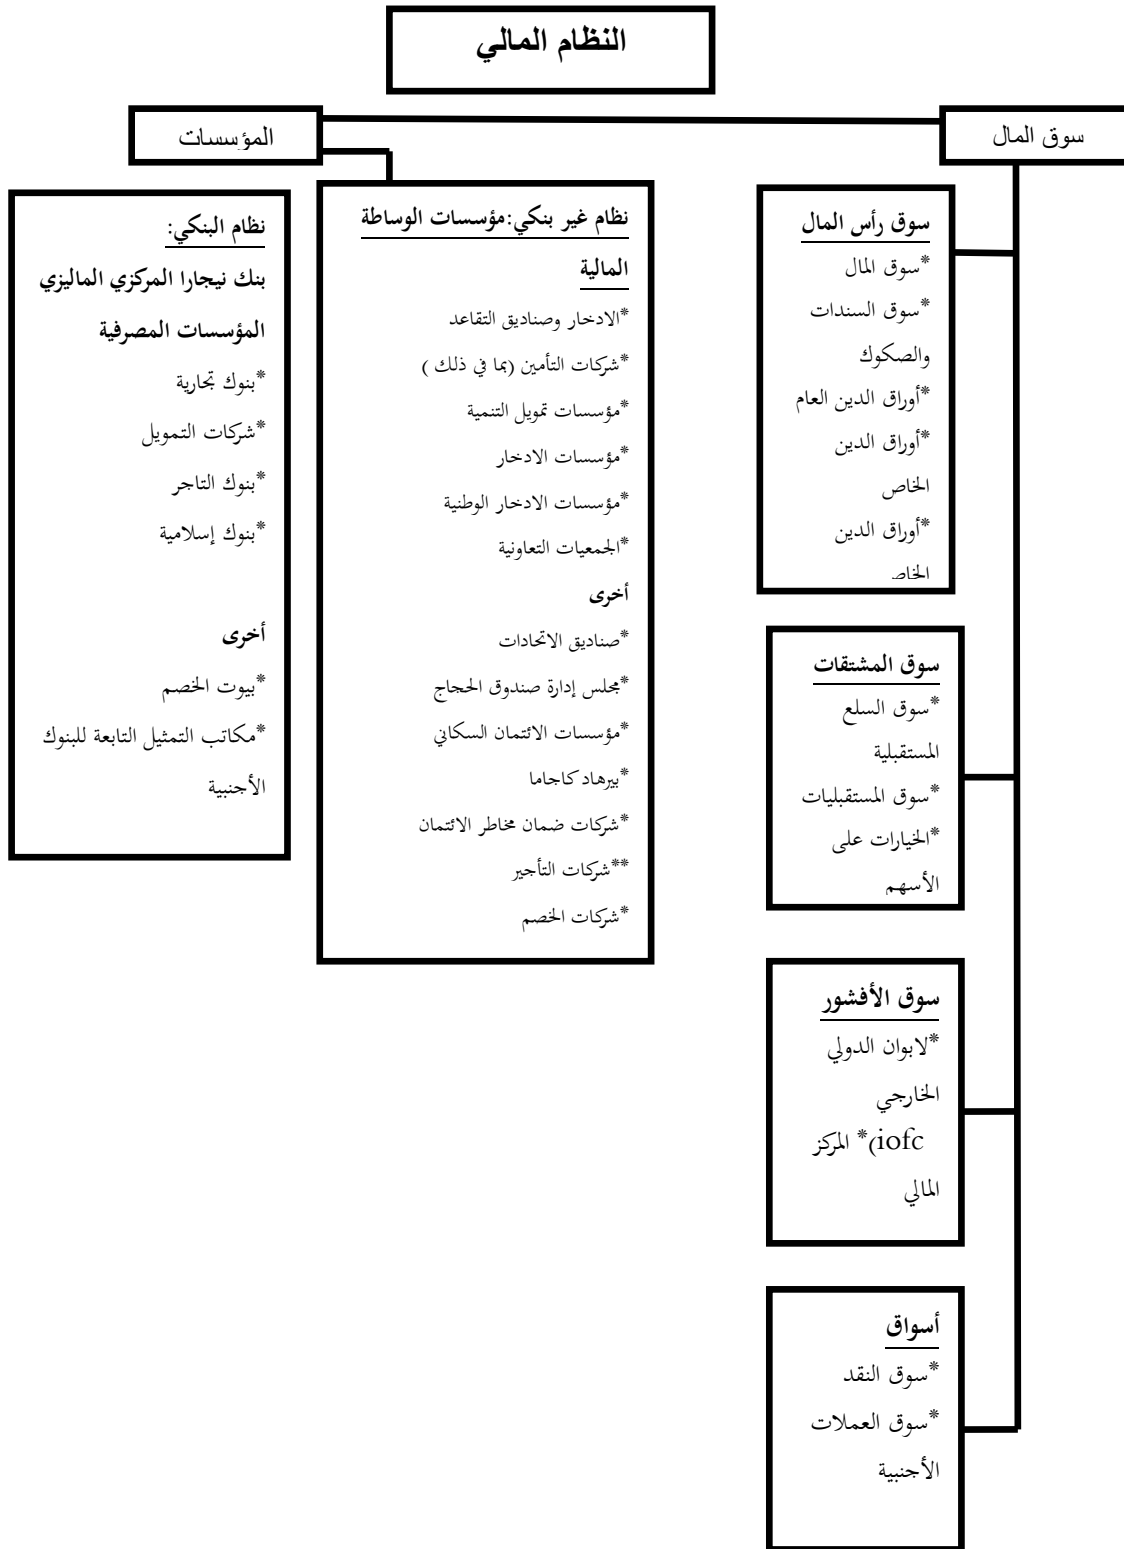 النظام المالي
سوق المال
المؤسسات
سوق رأس المال
*سوق المال
*سوق السندات
والصكوك
*أوراق الدين العام
*أوراق الدين
الخاص
*أوراق الدين
الخاص
سوق المشتقات
*سوق السلع
المستقبلية
*سوق المستقبليات
*الخيارات على
الأسهم
سوق الأفشور
*لابوان الدولي
الخارجي
iofc)* المركز
المالي
أسواق
*سوق النقد
*سوق العملات
الأجنبية
نظام غير بنكي:مؤسسات الوساطة
المالية
*الادخار وصناديق التقاعد
*شركات التأمين (بما في ذلك )
*مؤسسات تمويل التنمية
*مؤسسات الادخار
*مؤسسات الادخار الوطنية
*الجمعيات التعاونية
أخرى
*صناديق الاتحادات
*مجلس إدارة صندوق الحجاج
*مؤسسات الائتمان السكاني
*بيرهاد كاجاما
*شركات ضمان مخاطر الائتمان
**شركات التأجير
*شركات الخصم
نظام البنكي:
بنك نيجارا المركزي الماليزي
المؤسسات المصرفية
*بنوك تجارية
*شركات التمويل
*بنوك التاجر
*بنوك إسلامية
أخرى
*بيوت الخصم
*مكاتب التمثيل التابعة للبنوك
الأجنبية